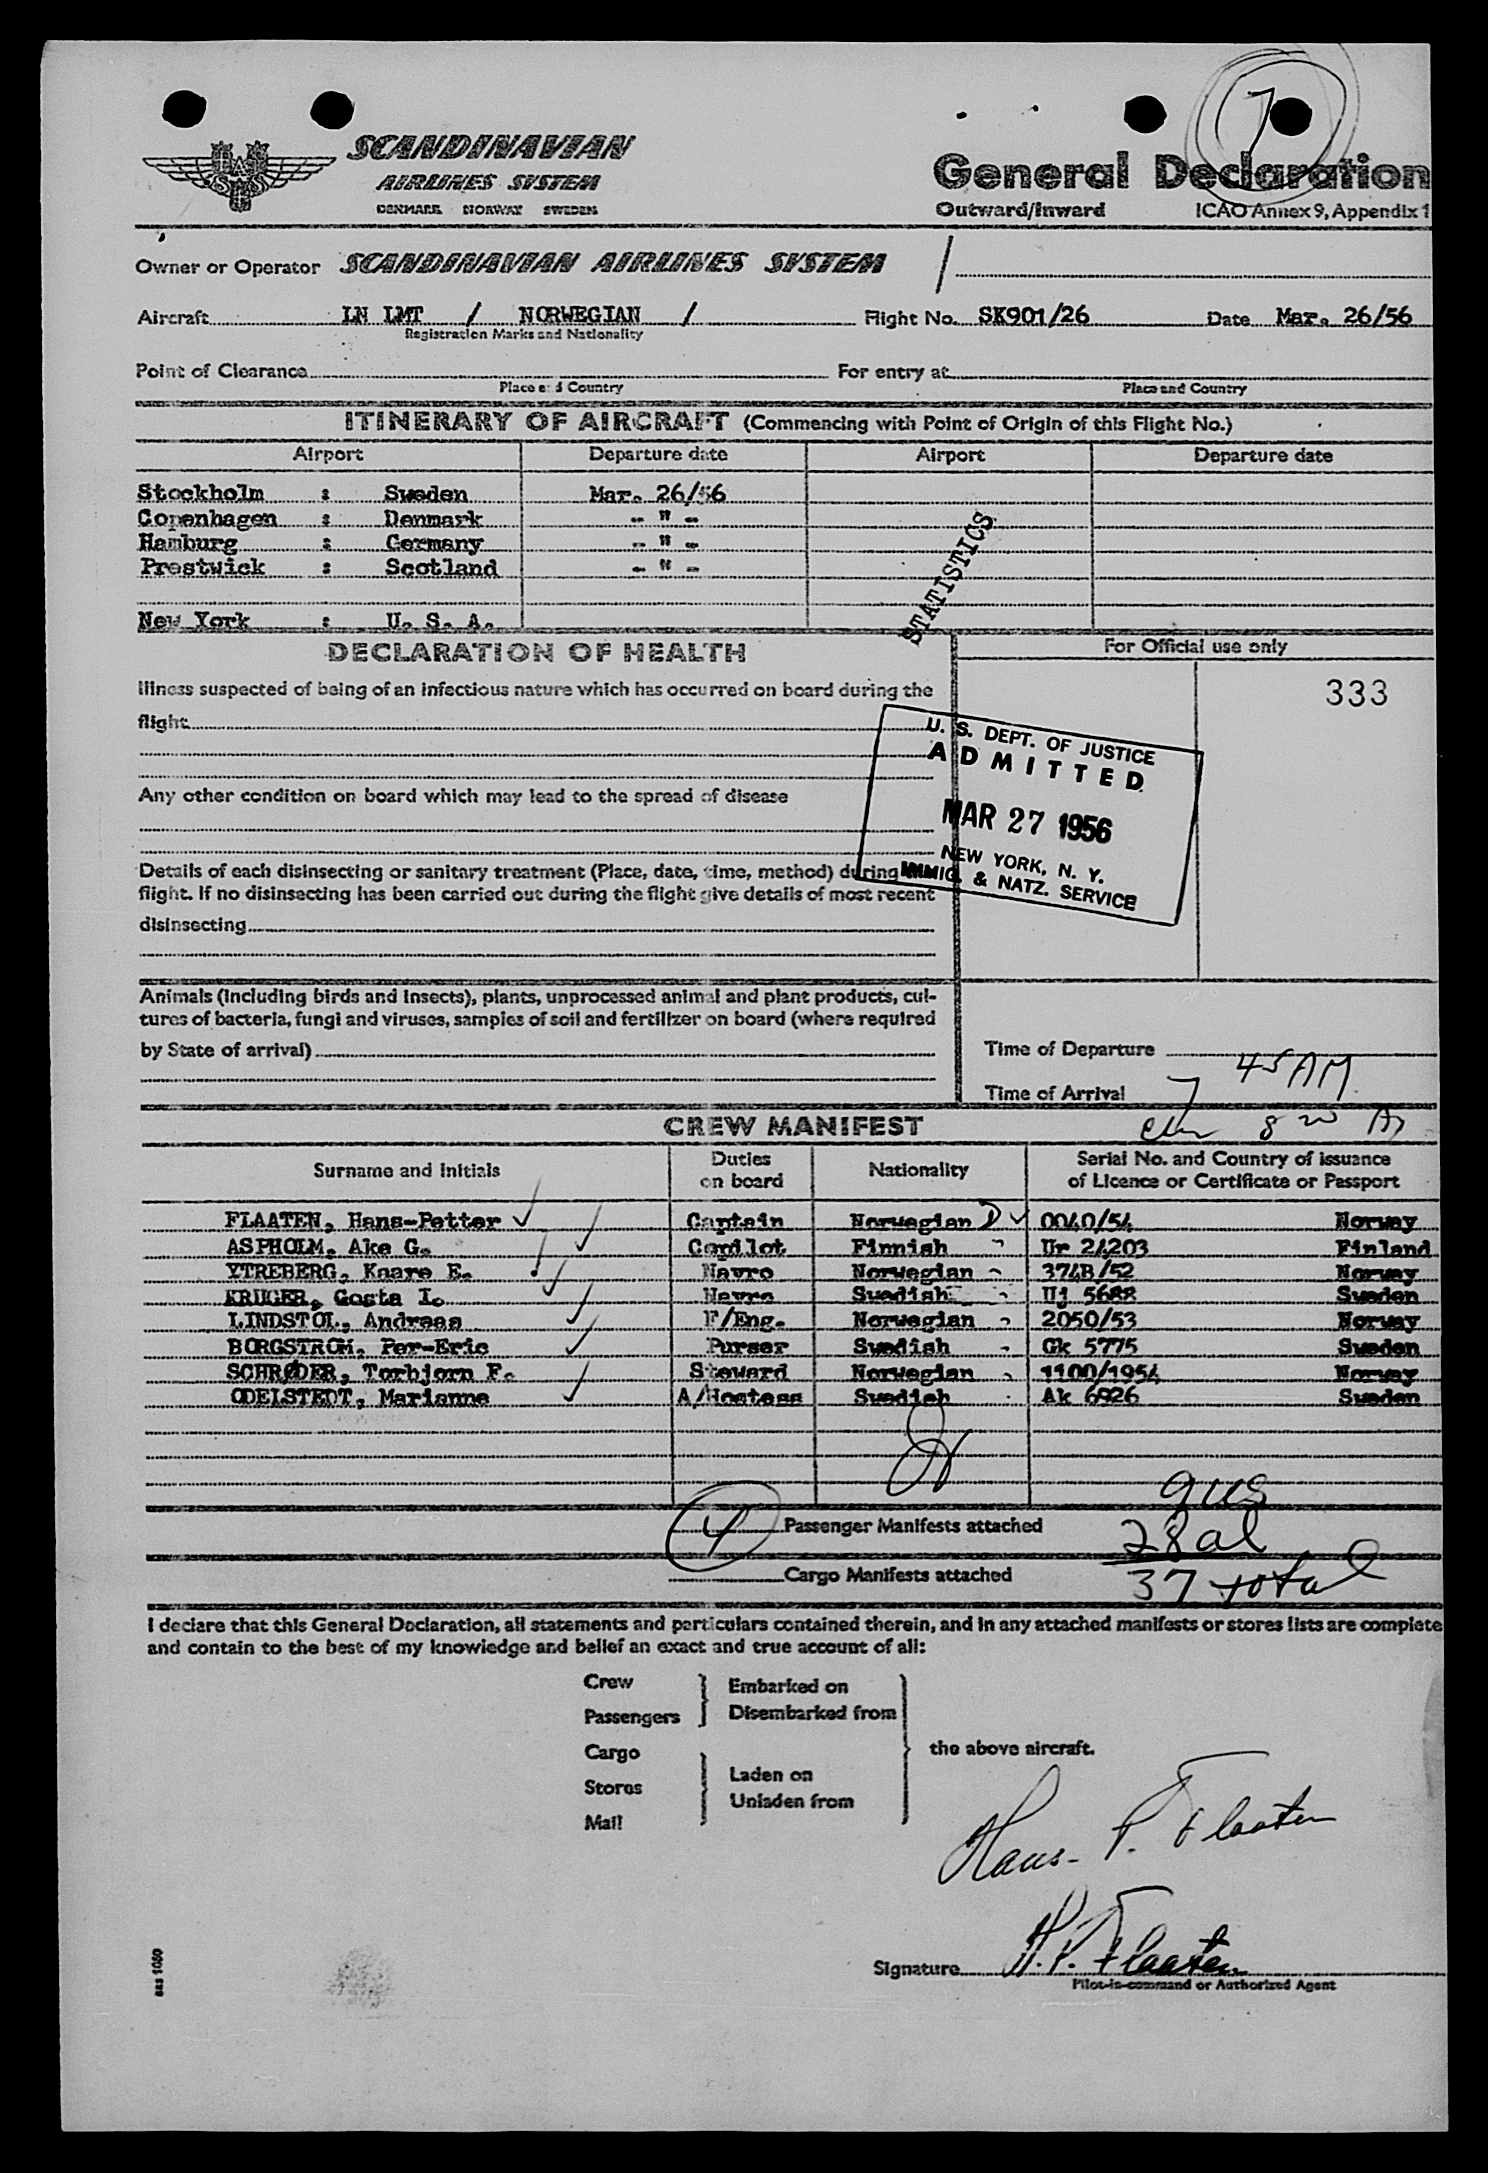 7
SCANDINAVIAN
AIRLINES SYSTEM
DENMARK NORWAY SWEDEN
General Declaration
Outward/Inward ICAO Annex 9, Appendix 1
Owner or Operator SCANDINAVIAN AIRLINES SYSTEM /
Aircraft LN LMT / NORWEGIAN / Flight No. SK901/26 Date Mar. 26/56
Registration Marks and Nationality
Point of Clearance For entry at
Place and Country Place and Country
ITINERARY OF AIRCRAFT (Commencing with Point of Origin of this Flight No.)
Airport Departure date Airport Departure date
Stockholm : Sweden Mar. 26/56
Copenhagen : Denmark - " -
Hamburg : Germany - " -
Prestwick : Scotland - " -
New York : U. S. A.
STATISTICS
DECLARATION OF HEALTH
For Official use only
333
Illness suspected of being of an infectious nature which has occurred on board during the
flight
Any other condition on board which may lead to the spread of disease
U. S. DEPT. OF JUSTICE
ADMITTED
MAR 27 1956
NEW YORK, N. Y.
IMMIG. & NATZ. SERVICE
Details of each disinsecting or sanitary treatment (Place, date, time, method) during
flight. If no disinsecting has been carried out during the flight give details of most recent
disinsecting
Animals (including birds and insects), plants, unprocessed animal and plant products, cul-
tures of bacteria, fungi and viruses, samples of soil and fertilizer on board (where required
by State of arrival)
Time of Departure
Time of Arrival 7 45 AM
8
CREW MANIFEST
Surname and Initials Duties on board Nationality Serial No. and Country of issuance of Licence or Certificate or Passport
FLAATEN, Hans-Petter Captain Norwegian 0040/54 Norway
ASPHOLM, Ake G. Copilot Finnish Ur 24203 Finland
YTREBERG, Kaare E. Navro Norwegian 374B/52 Norway
KRUGER, Gosta I. Navro Swedish Uj 5688 Sweden
LINDSTOL, Andreas F/Eng. Norwegian 2050/53 Norway
BORGSTROM, Per-Eric Purser Swedish Gk 5775 Sweden
SCHRØDER, Torbjorn F. Steward Norwegian 1100/1954 Norway
ODELSTEDT, Marianne A/Hostess Swedish Ak 6926 Sweden
9 us
4 Passenger Manifests attached
28 al
Cargo Manifests attached
37 total
I declare that this General Declaration, all statements and particulars contained therein, and in any attached manifests or stores lists are complete
and contain to the best of my knowledge and belief an exact and true account of all:
Crew
Passengers
Embarked on
Disembarked from
Cargo
Stores
Mail
Laden on
Unladen from
the above aircraft.
Hans-P. Flaaten
Signature H.P. Flaaten
Pilot-in-command or Authorized Agent
sas 1050